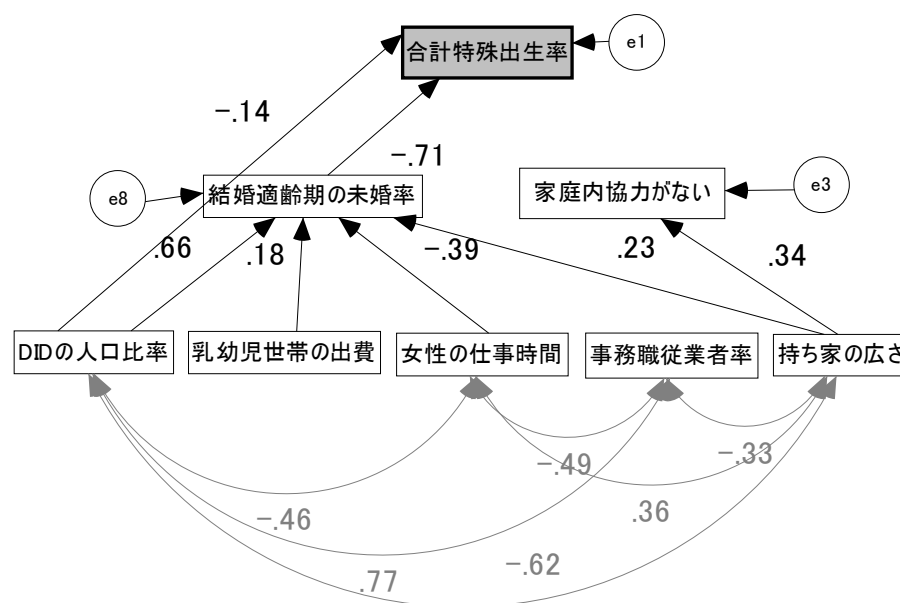 合計特殊出生率
e1
-.14
-.71
e8
結婚適齢期の未婚率
家庭内協力がない
e3
.66
.18
-.39
.23
.34
DIDの人口比率
乳幼児世帯の出費
女性の仕事時間
事務職従業者率
持ち家の広さ
-.49
-.33
-.46
.36
.77
-.62